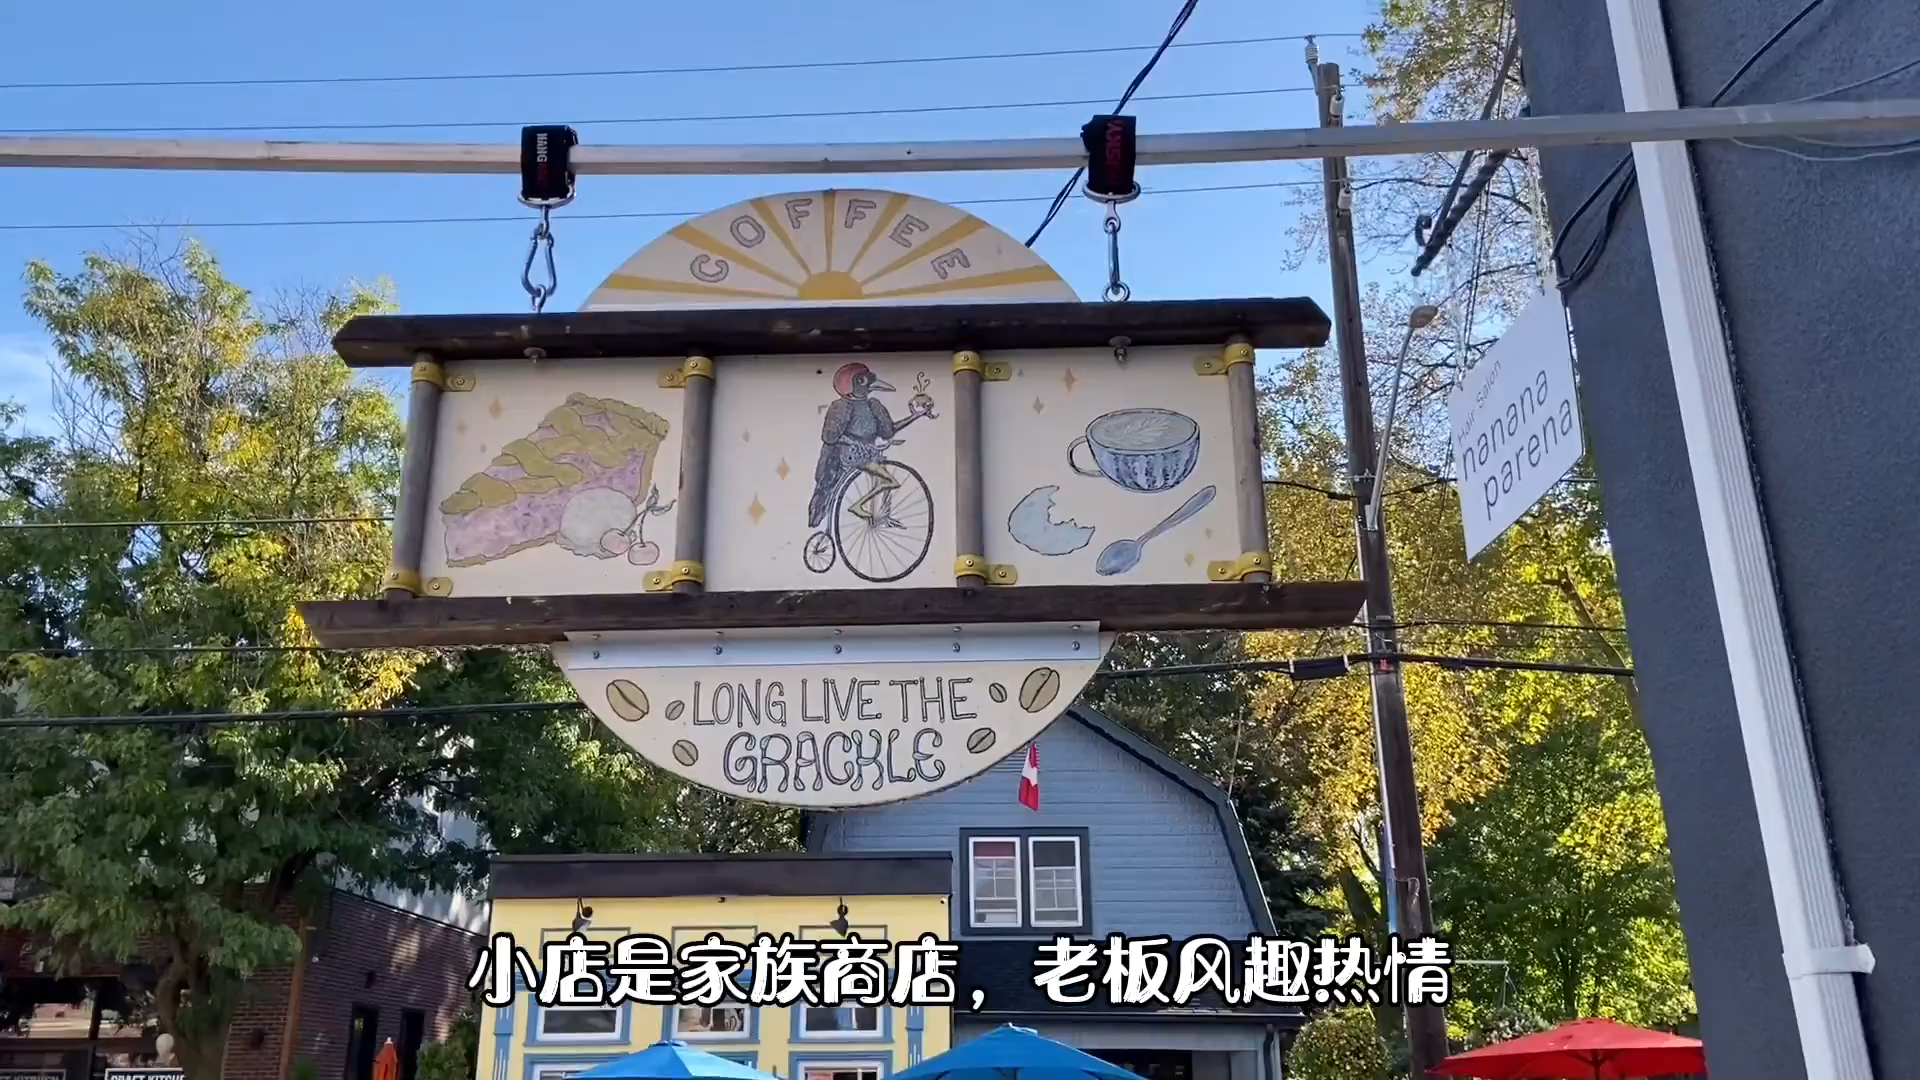 COFFEE
LONG LIVE THE
GRACKLE
Hair Salon
nanana
parena
小店是家族商店，老板风趣热情